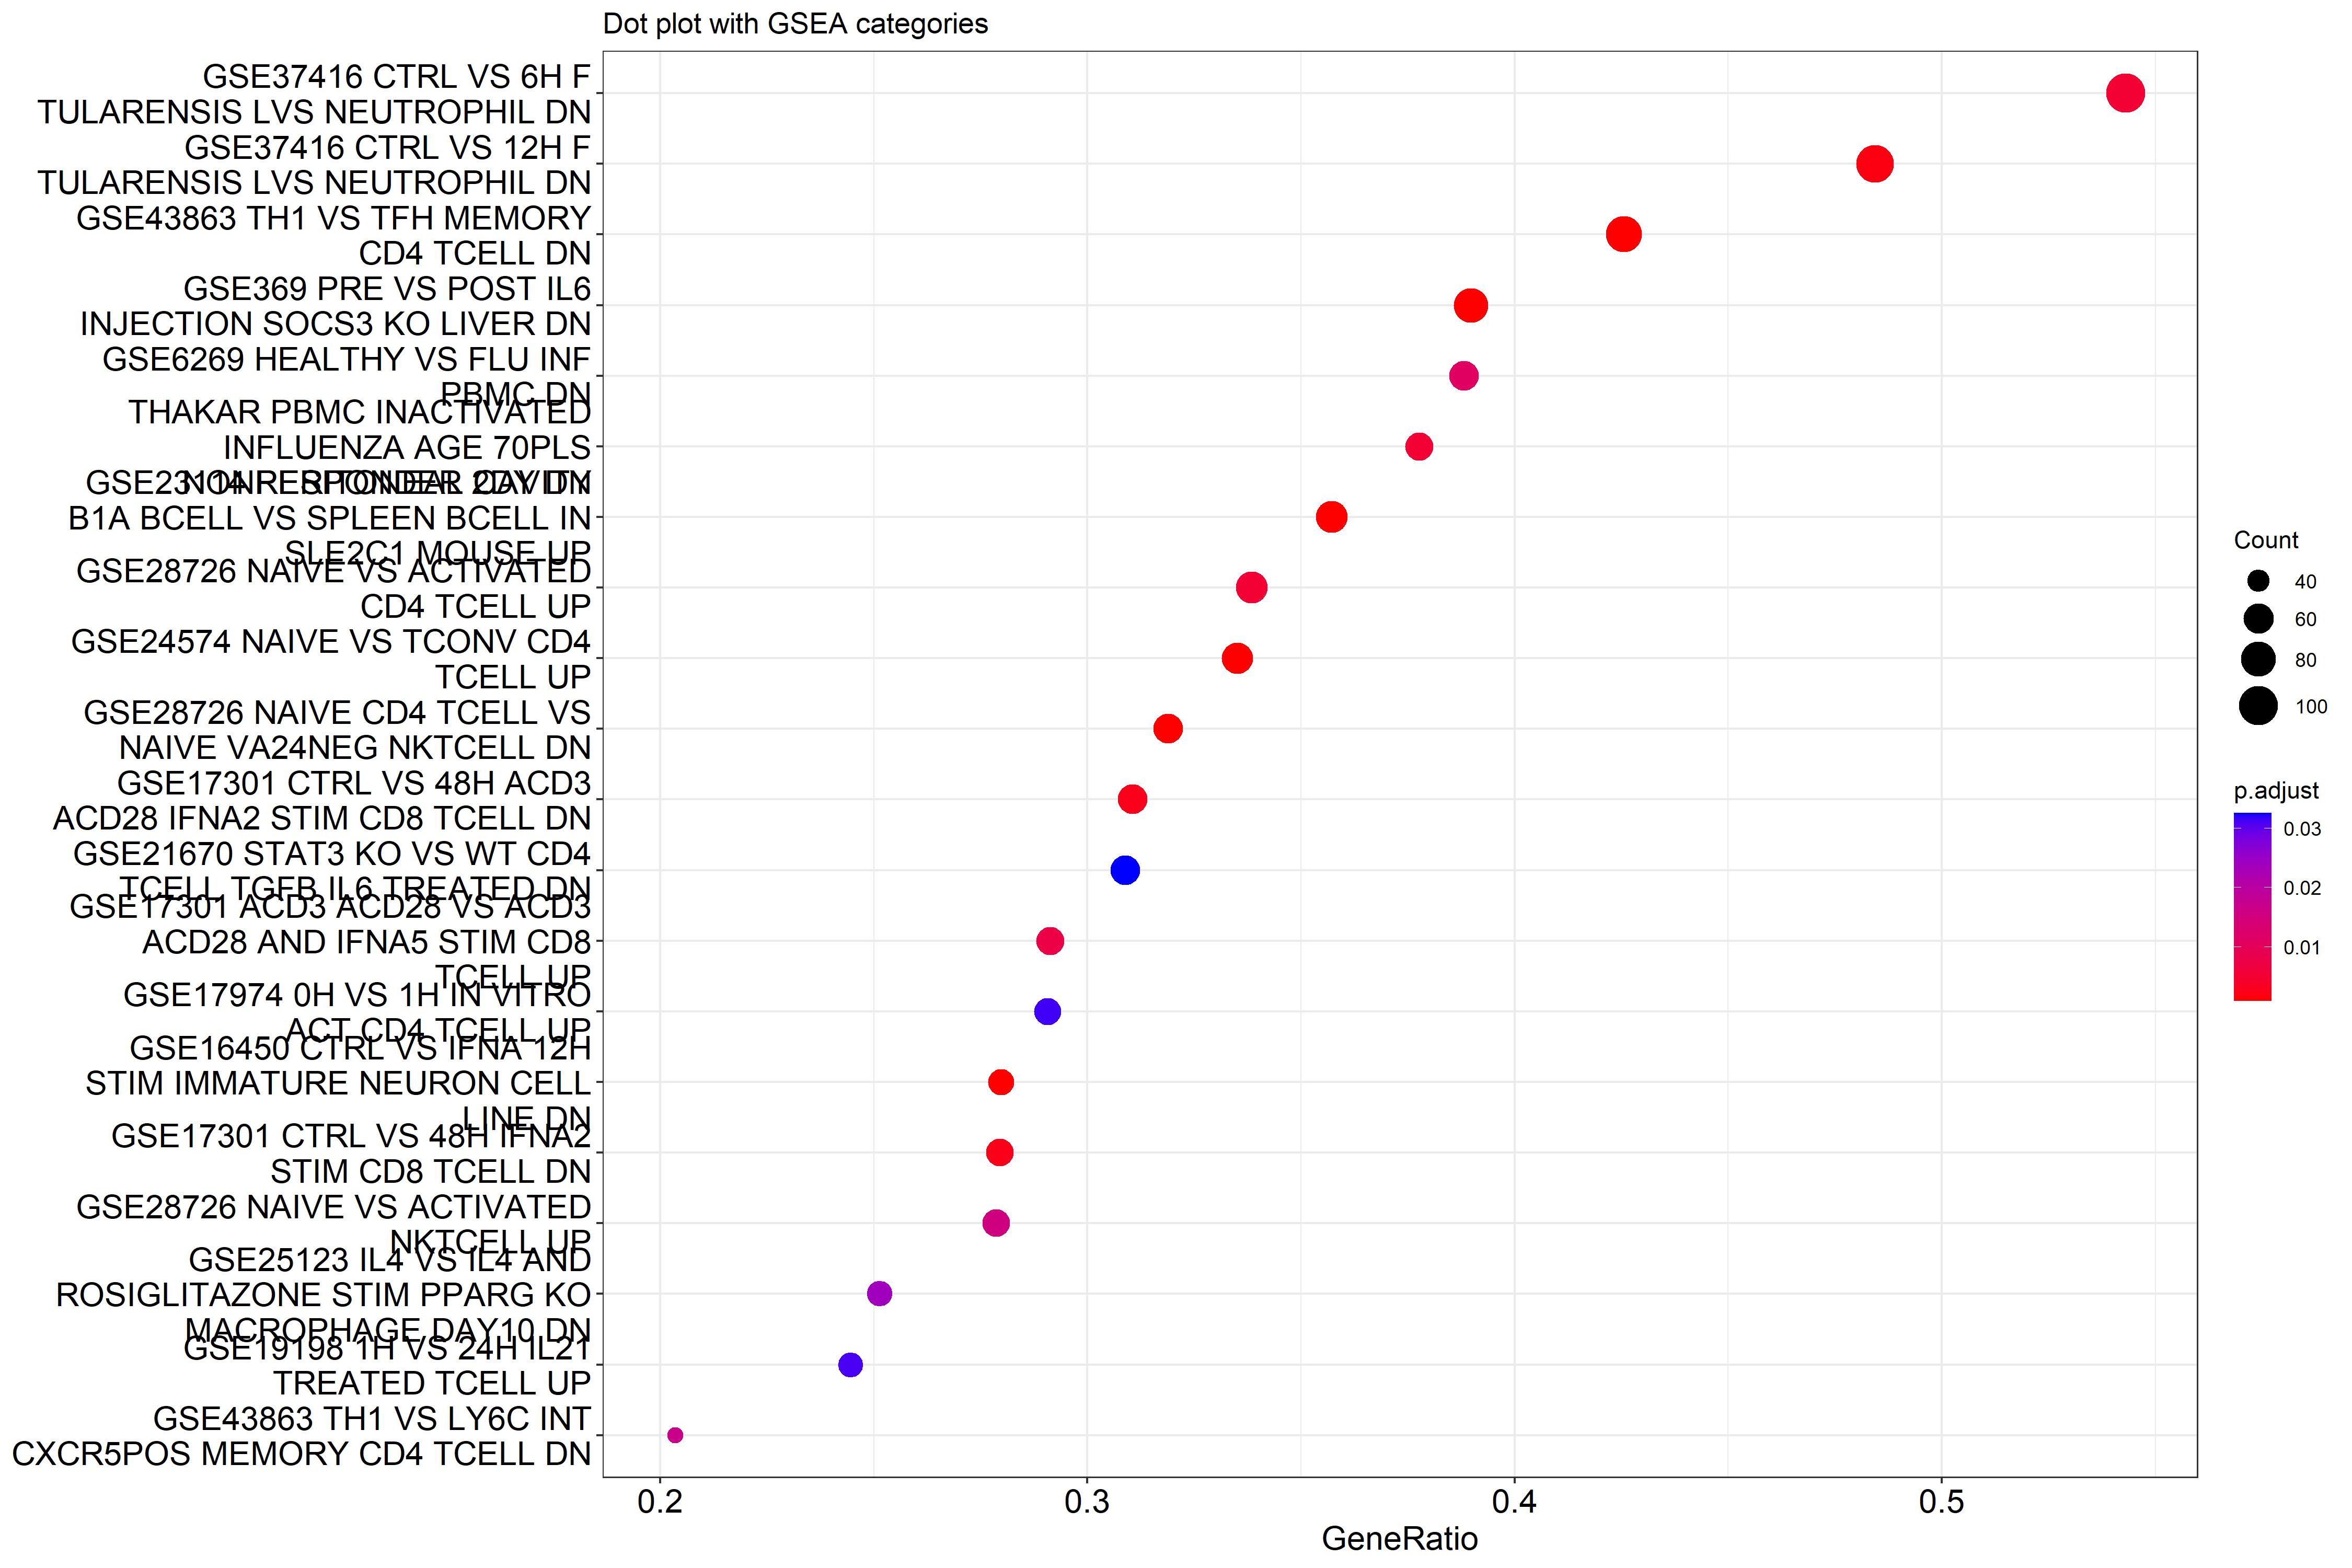 Dot plot with GSEA categories
GSE37416 CTRL VS 6H F
TULARENSIS LVS NEUTROPHIL DN
GSE37416 CTRL VS 12H F
TULARENSIS LVS NEUTROPHIL DN
GSE43863 TH1 VS TFH MEMORY
CD4 TCELL DN
GSE369 PRE VS POST IL6
INJECTION SOCS3 KO LIVER DN
GSE6269 HEALTHY VS FLU INF
PBMC DN
THAKAR PBMC INACTIVATED
INFLUENZA AGE 70PLS
NONRESPONDER 2DAY DN
GSE23114 PERITONEAL CAVITY
B1A BCELL VS SPLEEN BCELL IN
SLE2C1 MOUSE UP
GSE28726 NAIVE VS ACTIVATED
CD4 TCELL UP
GSE24574 NAIVE VS TCONV CD4
TCELL UP
GSE28726 NAIVE CD4 TCELL VS
NAIVE VA24NEG NKTCELL DN
GSE17301 CTRL VS 48H ACD3
ACD28 IFNA2 STIM CD8 TCELL DN
GSE21670 STAT3 KO VS WT CD4
TCELL TGFB IL6 TREATED DN
GSE17301 ACD3 ACD28 VS ACD3
ACD28 AND IFNA5 STIM CD8
TCELL UP
GSE17974 0H VS 1H IN VITRO
ACT CD4 TCELL UP
GSE16450 CTRL VS IFNA 12H
STIM IMMATURE NEURON CELL
LINE DN
GSE17301 CTRL VS 48H IFNA2
STIM CD8 TCELL DN
GSE28726 NAIVE VS ACTIVATED
NKTCELL UP
GSE25123 IL4 VS IL4 AND
ROSIGLITAZONE STIM PPARG KO
MACROPHAGE DAY10 DN
GSE19198 1H VS 24H IL21
TREATED TCELL UP
GSE43863 TH1 VS LY6C INT
CXCR5POS MEMORY CD4 TCELL DN
0.2 0.3 0.4 0.5
GeneRatio
Count
40
60
80
100
p.adjust
0.03
0.02
0.01